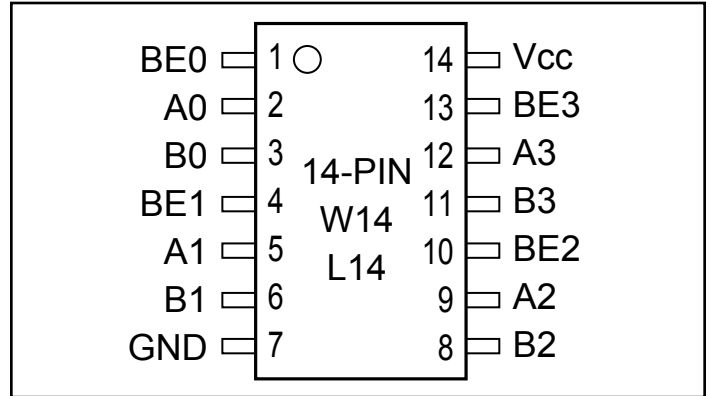 BE0 1 14 Vcc
A0 2 13 BE3
B0 3 12 A3
14-PIN
BE1 4 11 B3
W14
A1 5 10 BE2
L14
B1 6 9 A2
GND 7 8 B2